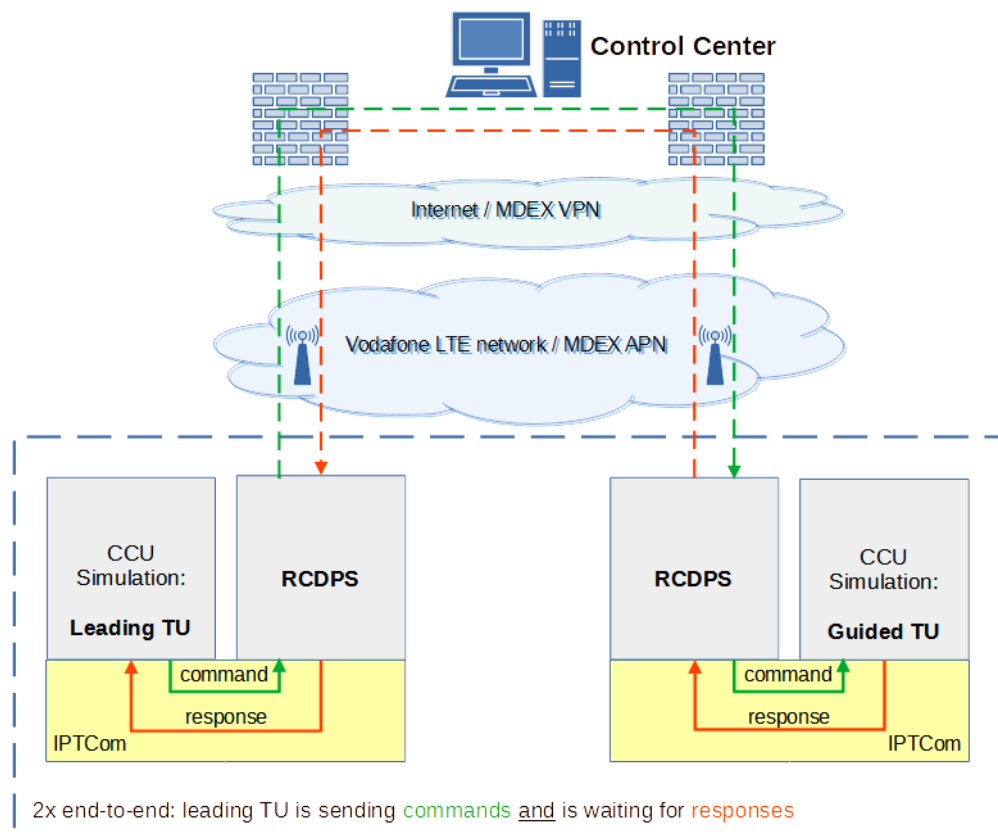 Control Center
Internet / MDEX VPN
Vodafone LTE network / MDEX APN
CCU
Simulation:
Leading TU
RCDPS
RCDPS
CCU
Simulation:
Guided TU
command
response
IPTCom
command
response
IPTCom
2x end-to-end: leading TU is sending commands and is waiting for responses